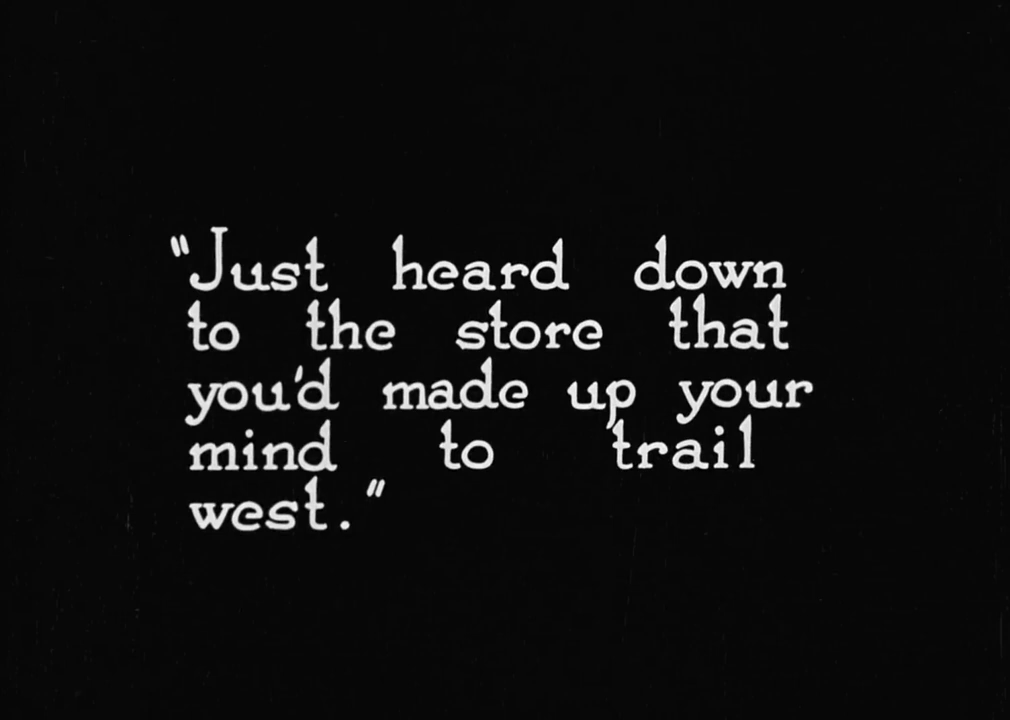 "Just heard down
to the store that
you'd made up your
mind to trail
west."